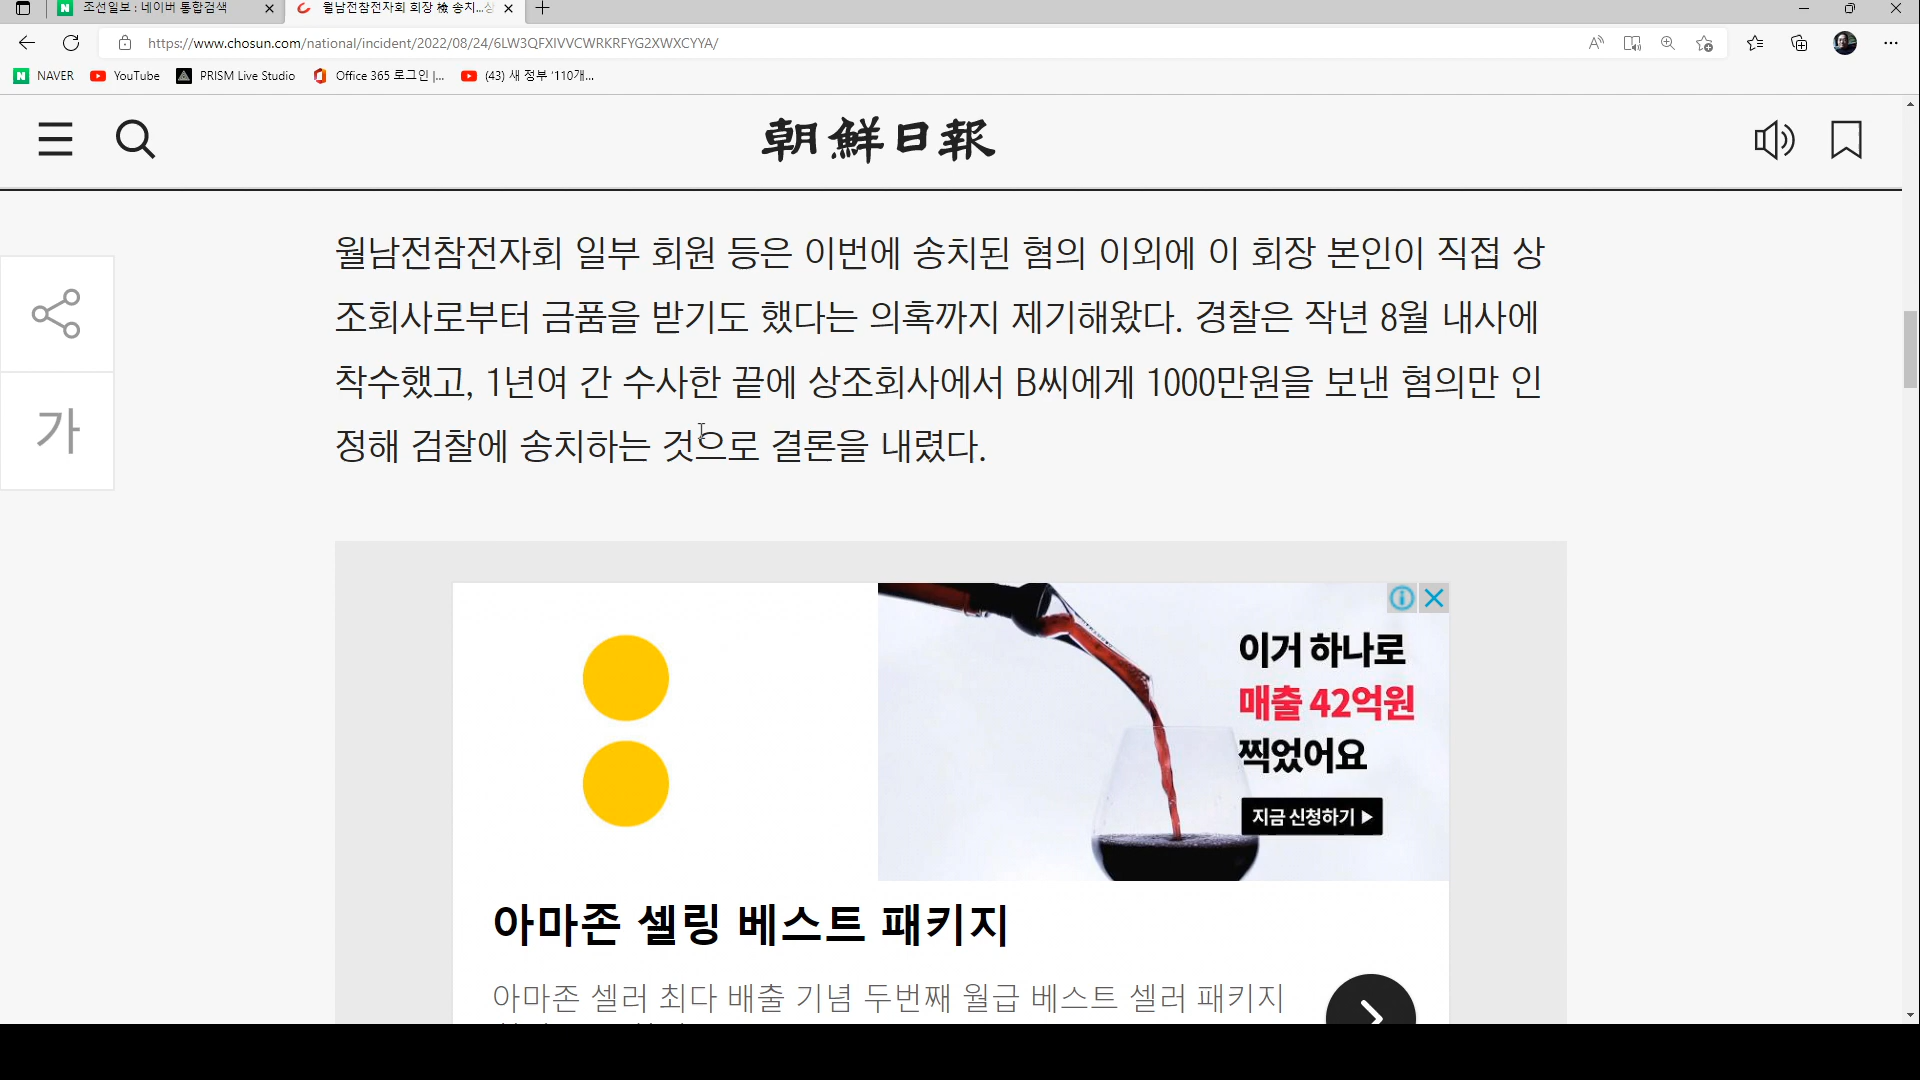 조선일보 : 네이버 통합검색
월남전참전자회 회장 檢 송치...상
https://www.chosun.com/national/incident/2022/08/24/6LW3QFXIVVCWRKRFYG2XWXCYYA/
NAVER
YouTube
PRISM Live Studio
Office 365 로그인 |...
(43) 새 정부 '110개...
朝鮮日報
월남전참전자회 일부 회원 등은 이번에 송치된 혐의 이외에 이 회장 본인이 직접 상
조회사로부터 금품을 받기도 했다는 의혹까지 제기해왔다. 경찰은 작년 8월 내사에
착수했고, 1년여 간 수사한 끝에 상조회사에서 B씨에게 1000만원을 보낸 혐의만 인
정해 검찰에 송치하는 것으로 결론을 내렸다.
가
이거 하나로
매출 42억원
찍었어요
지금 신청하기 ▶
아마존 셀링 베스트 패키지
아마존 셀러 최다 배출 기념 두번째 월급 베스트 셀러 패키지